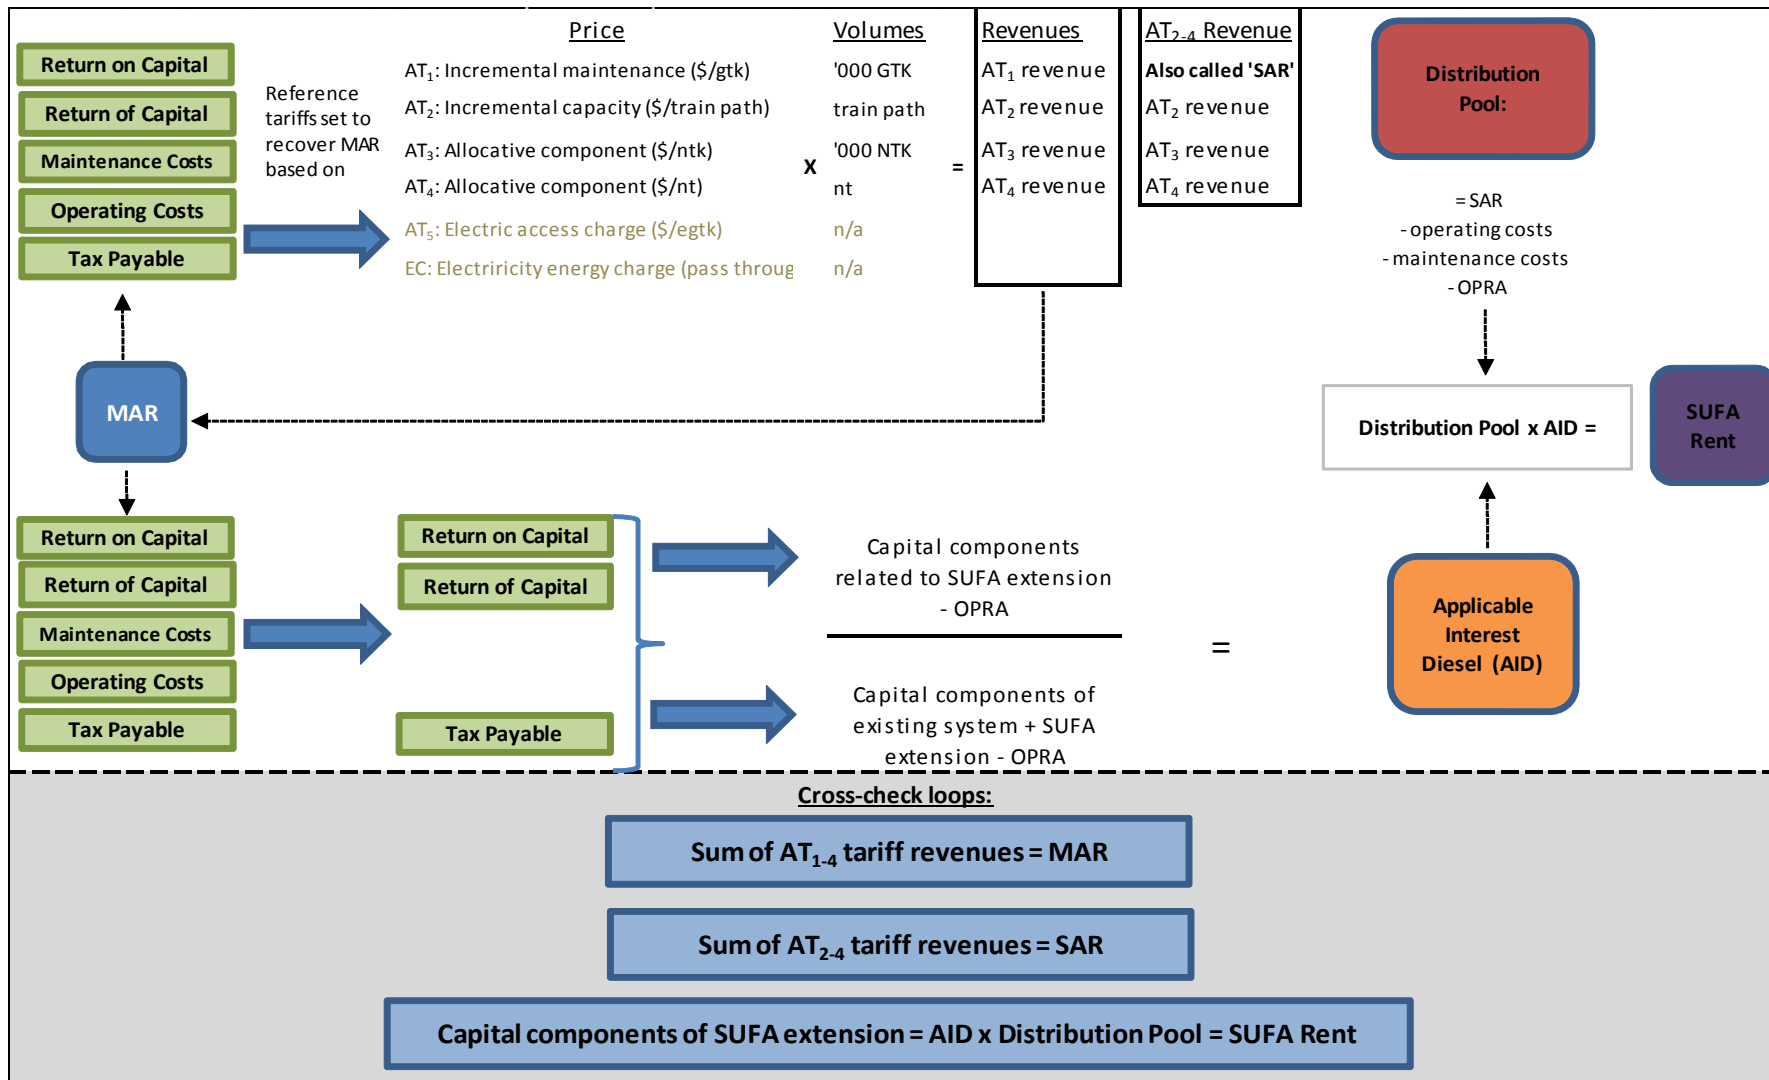 Return on Capital
Return of Capital
Maintenance Costs
Operating Costs
Tax Payable
Reference
tariffs set to
recover MAR
based on
Price
AT1: Incremental maintenance ($/gtk)
AT2: Incremental capacity ($/train path)
AT3: Allocative component ($/ntk)
AT4: Allocative component ($/nt)
AT5: Electric access charge ($/egtk)
EC: Electriricity energy charge (pass throug
X
Volumes
'000 GTK
train path
'000 NTK
nt
n/a
n/a
=
Revenues
AT1 revenue
AT2 revenue
AT3 revenue
AT4 revenue
AT2-4 Revenue
Also called 'SAR'
AT2 revenue
AT3 revenue
AT4 revenue
Distribution
Pool:
= SAR
- operating costs
- maintenance costs
- OPRA
MAR
Distribution Pool x AID =
SUFA
Rent
Return on Capital
Return of Capital
Maintenance Costs
Operating Costs
Tax Payable
Return on Capital
Return of Capital
Tax Payable
Capital components
related to SUFA extension
- OPRA
Capital components of
existing system + SUFA
extension - OPRA
=
Applicable
Interest
Diesel (AID)
Cross-check loops:
Sum of AT1-4 tariff revenues = MAR
Sum of AT2-4 tariff revenues = SAR
Capital components of SUFA extension = AID x Distribution Pool = SUFA Rent